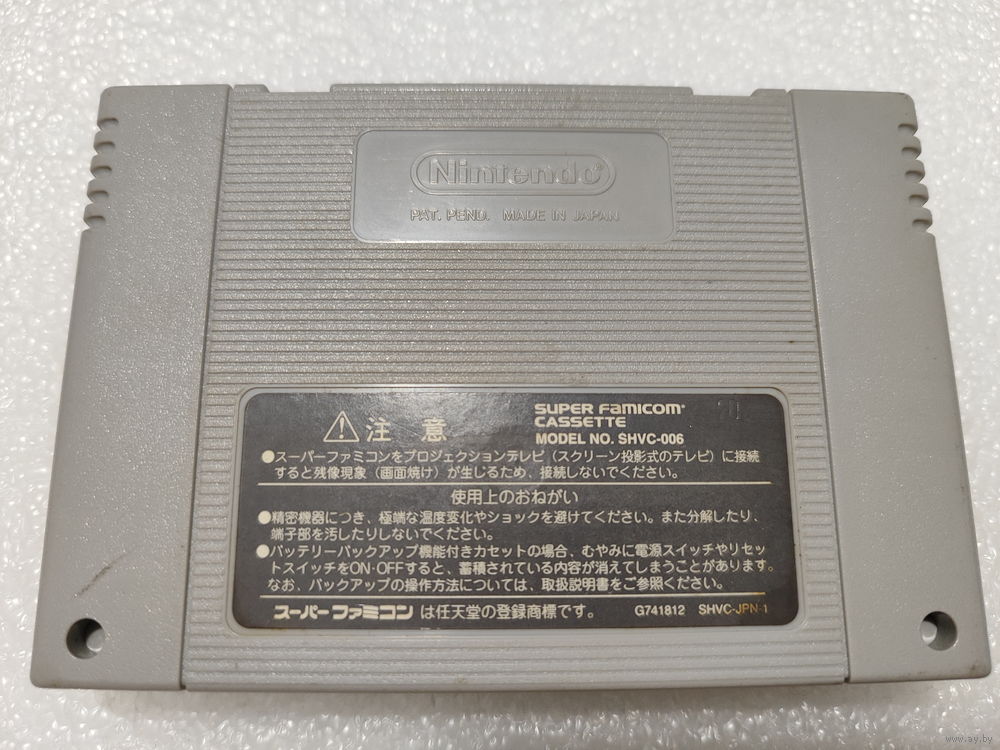 Nintendo®
PAT. PEND. MADE IN JAPAN
注意
SUPER FAMICOM
CASSETTE
MODEL NO. SHVC-006
●スーパーファミコンをプロジェクションテレビ（スクリーン投影式のテレビ）に接続
すると残像現象（画面焼け）が生じるため、接続しないでください。
使用上のおねがい
●精密機器につき、極端な温度変化やショックを避けてください。また分解したり、
端子部を汚したりしないでください。
●バッテリーバックアップ機能付きカセットの場合、むやみに電源スイッチやリセッ
トスイッチをON・OFFすると、蓄積されている内容が消えてしまうことがあります。
なお、バックアップの操作方法については、取扱説明書をご参照ください。
スーパーファミコン は任天堂の登録商標です。
G741812 SHVC-JPN-1
www.ay.by